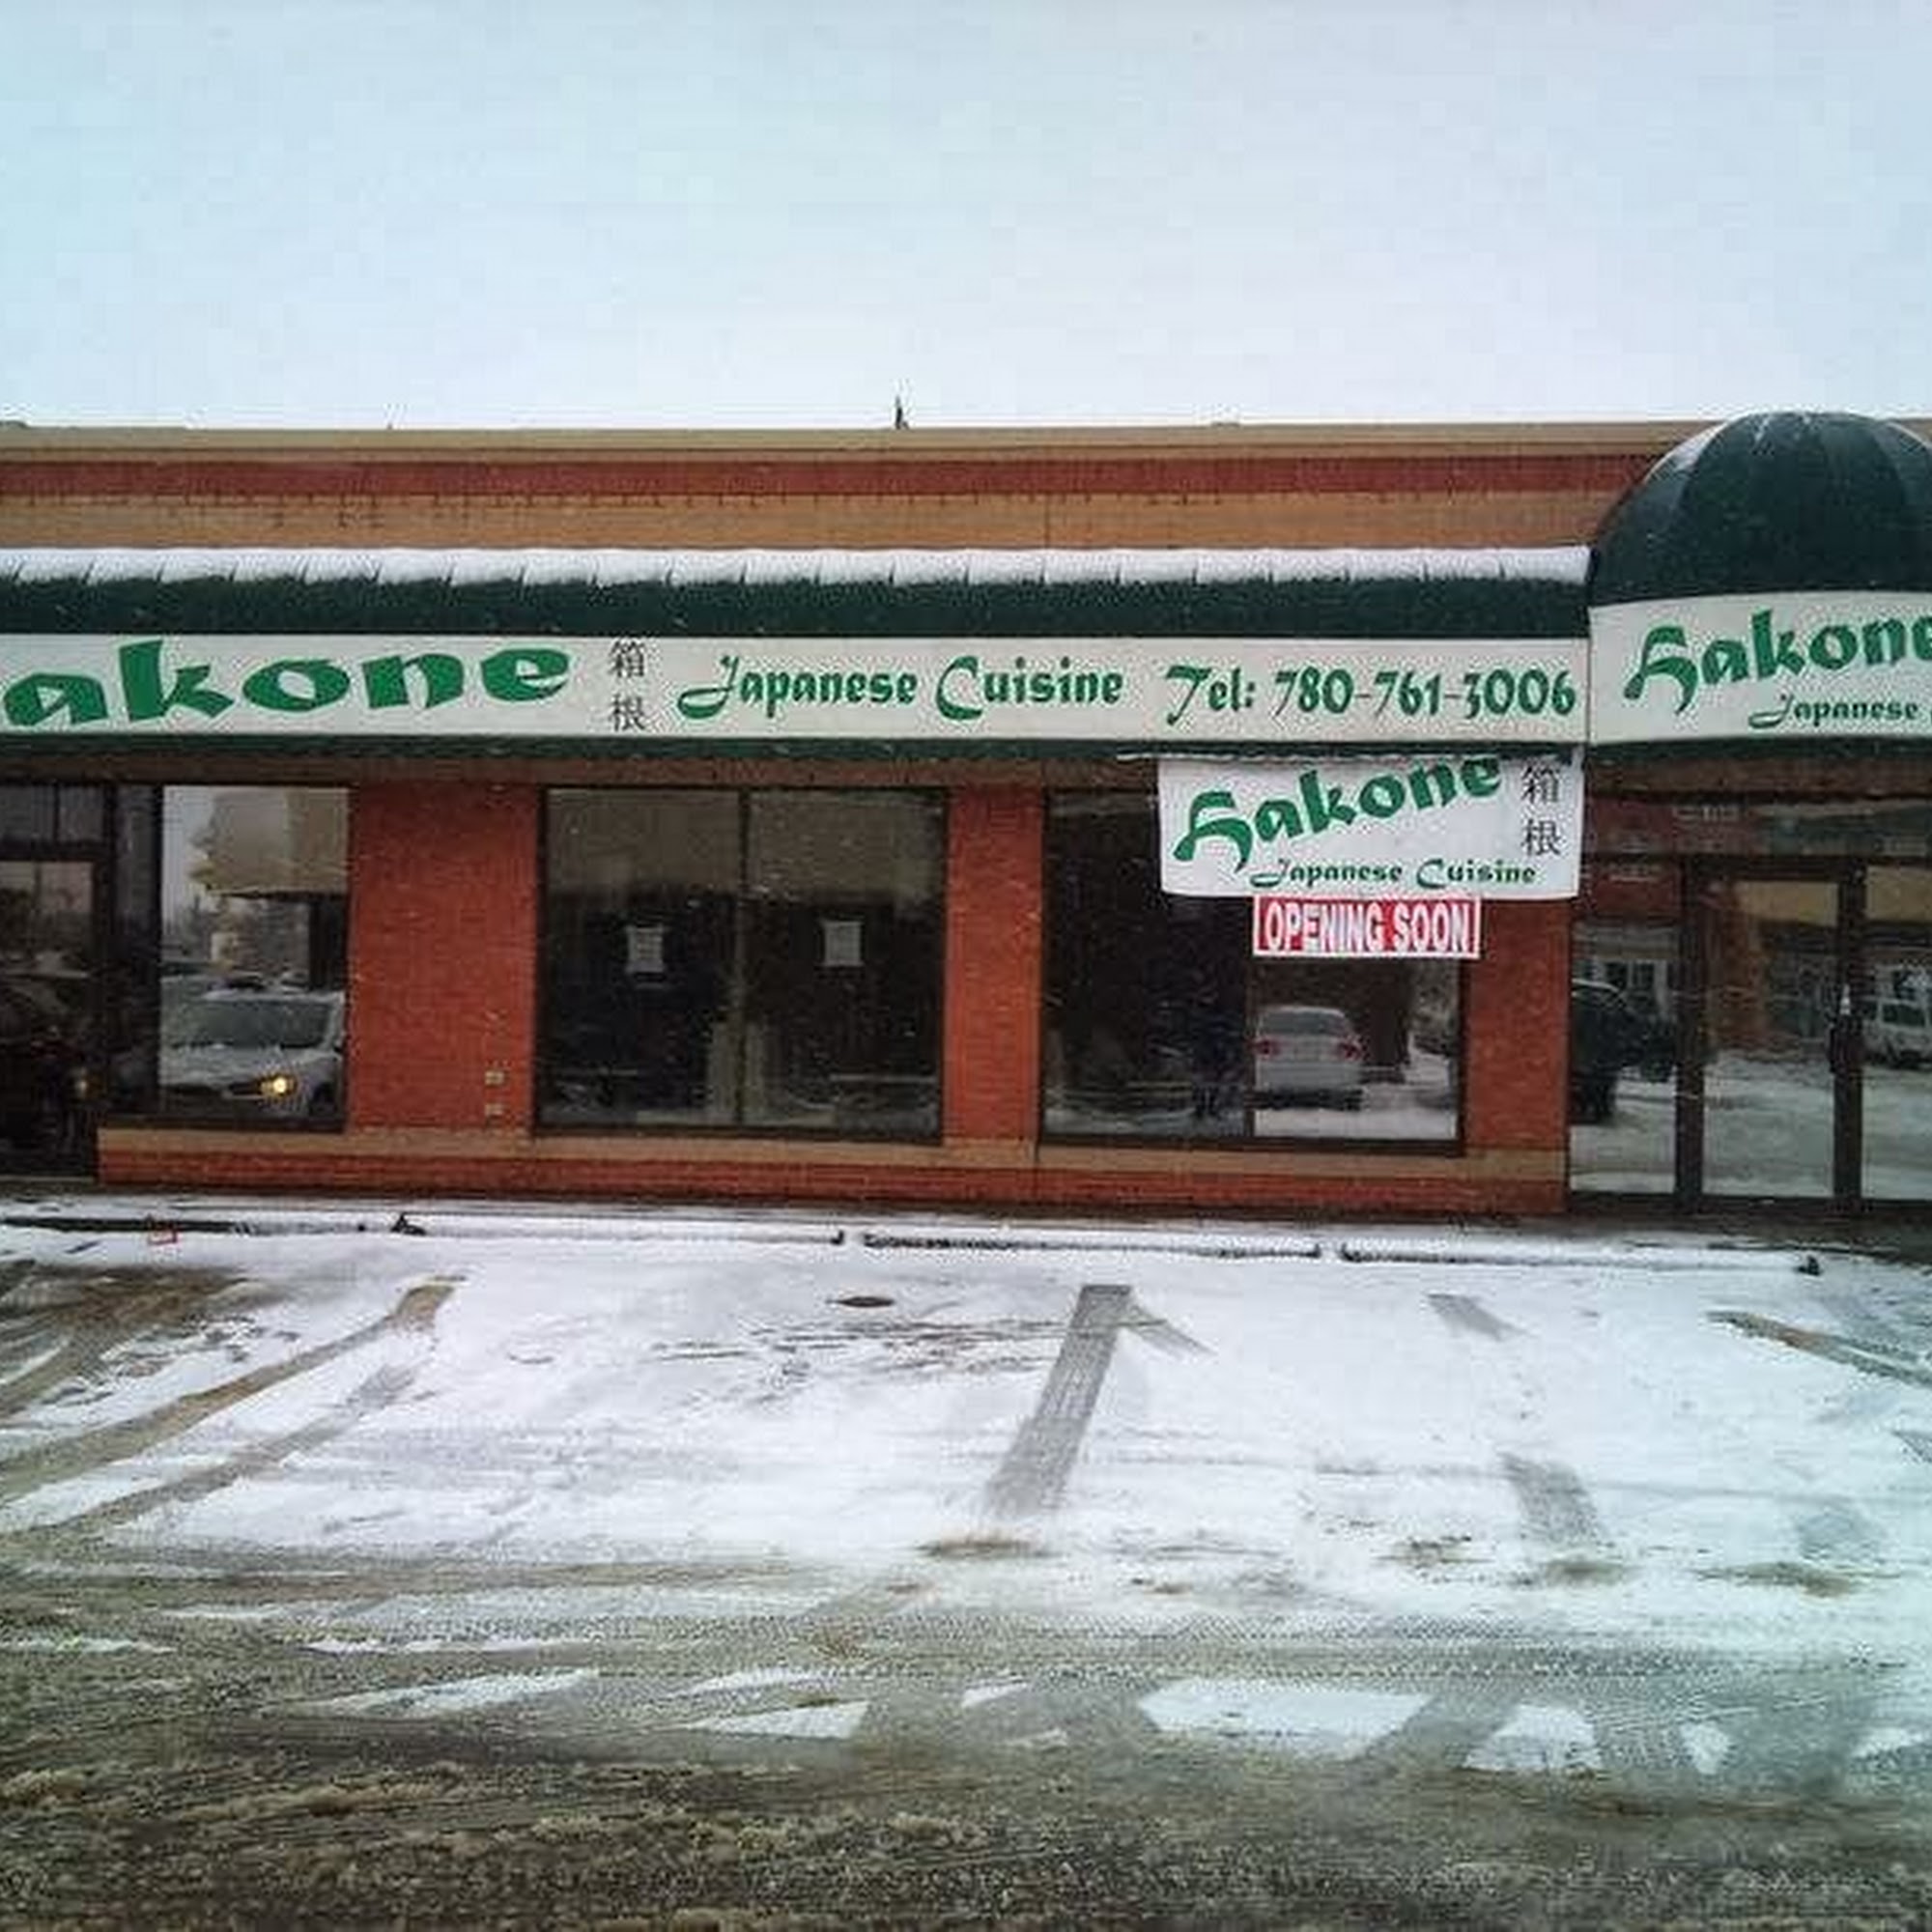 akone 箱根 Japanese Cuisine Tel: 780-761-3006
Hakone
Japanese
Hakone 箱根
Japanese Cuisine
OPENING SOON